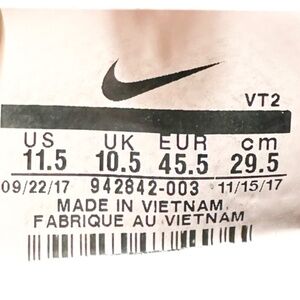 VT2
US UK EUR cm
11.5 10.5 45.5 29.5
09/22/17 942842-003 11/15/17
MADE IN VIETNAM
FABRIQUE AU VIETNAM